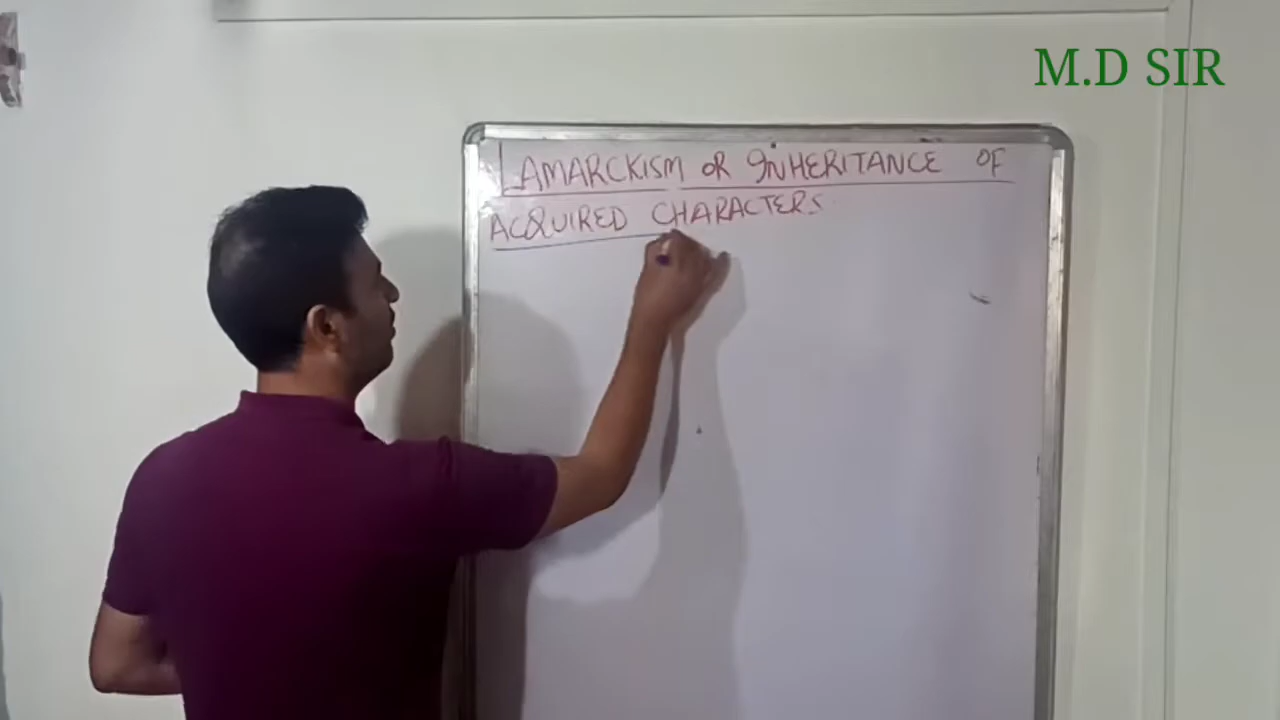 M.D SIR
LAMARCKISM OR INHERITANCE OF
ACQUIRED CHARACTERS